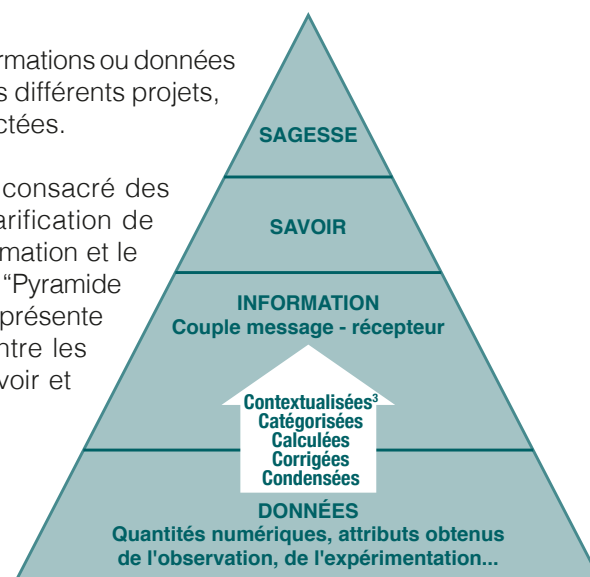 rmations ou données
s différents projets,
ctées.
consacré des
arification de
mation et le
“Pyramide
présente
ntre les
voir et
SAGESSE
SAVOIR
INFORMATION
Couple message - récepteur
Contextualisées³
Catégorisées
Calculées
Corrigées
Condensées
DONNÉES
Quantités numériques, attributs obtenus
de l'observation, de l'expérimentation...